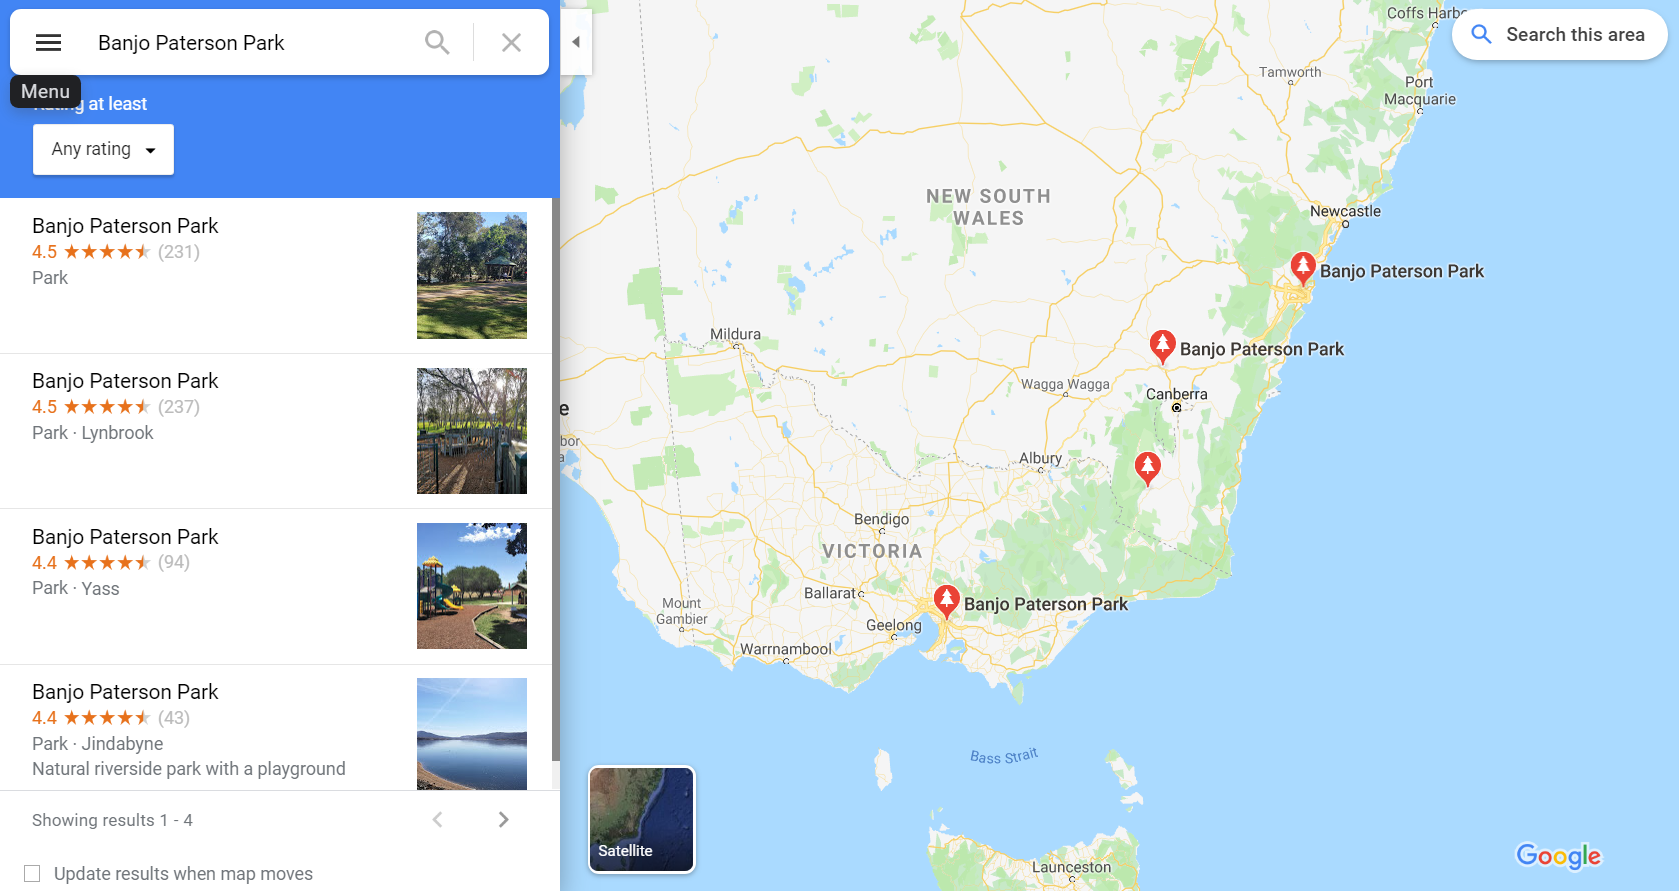 Banjo Paterson Park
Menu
Rating at least
Any rating
Banjo Paterson Park
4.5 (231)
Park
Banjo Paterson Park
4.5 (237)
Park · Lynbrook
Banjo Paterson Park
4.4 (94)
Park · Yass
Banjo Paterson Park
4.4 (43)
Park · Jindabyne
Natural riverside park with a playground
Showing results 1 - 4
Update results when map moves
Search this area
Coffs Harbo
Tamworth
Port
Macquarie
NEW SOUTH
WALES
Newcastle
Banjo Paterson Park
Mildura
Banjo Paterson Park
Wagga Wagga
Canberra
e
bor
a
Albury
Bendigo
VICTORIA
Ballarat
Mount
Gambier
Banjo Paterson Park
Geelong
Warrnambool
Bass Strait
Satellite
Launceston
Google